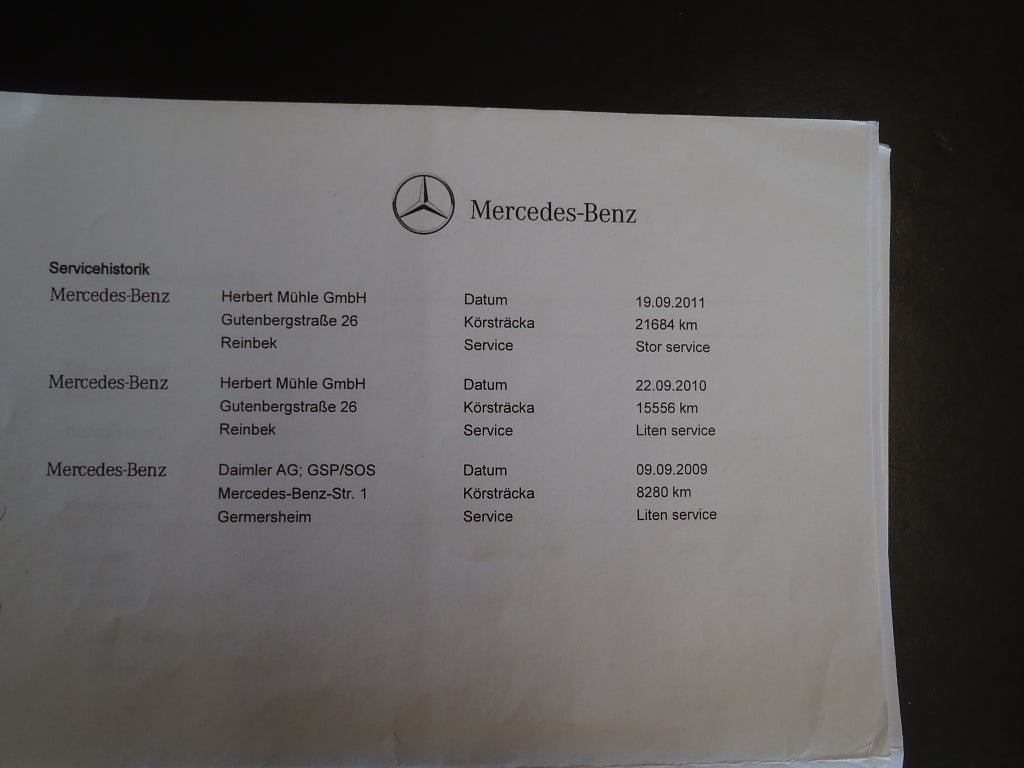 Mercedes-Benz
Servicehistorik
Mercedes-Benz Herbert Mühle GmbH Datum 19.09.2011
Gutenbergstraße 26 Körsträcka 21684 km
Reinbek Service Stor service
Mercedes-Benz Herbert Mühle GmbH Datum 22.09.2010
Gutenbergstraße 26 Körsträcka 15556 km
Reinbek Service Liten service
Mercedes-Benz Daimler AG; GSP/SOS Datum 09.09.2009
Mercedes-Benz-Str. 1 Körsträcka 8280 km
Germersheim Service Liten service